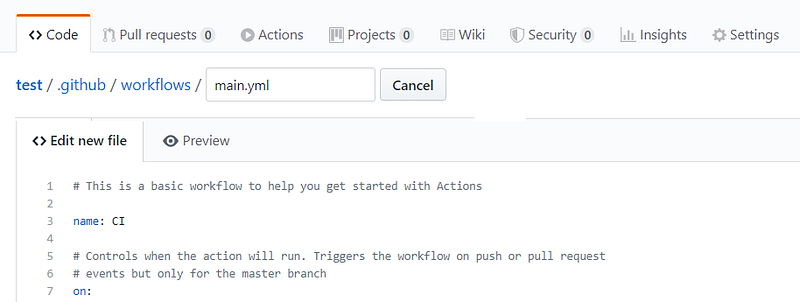 <> Code Pull requests 0 Actions Projects 0 Wiki Security 0 Insights Settings
test / .github / workflows / main.yml Cancel
<> Edit new file Preview
1 # This is a basic workflow to help you get started with Actions
2
3 name: CI
4
5 # Controls when the action will run. Triggers the workflow on push or pull request
6 # events but only for the master branch
7 on: